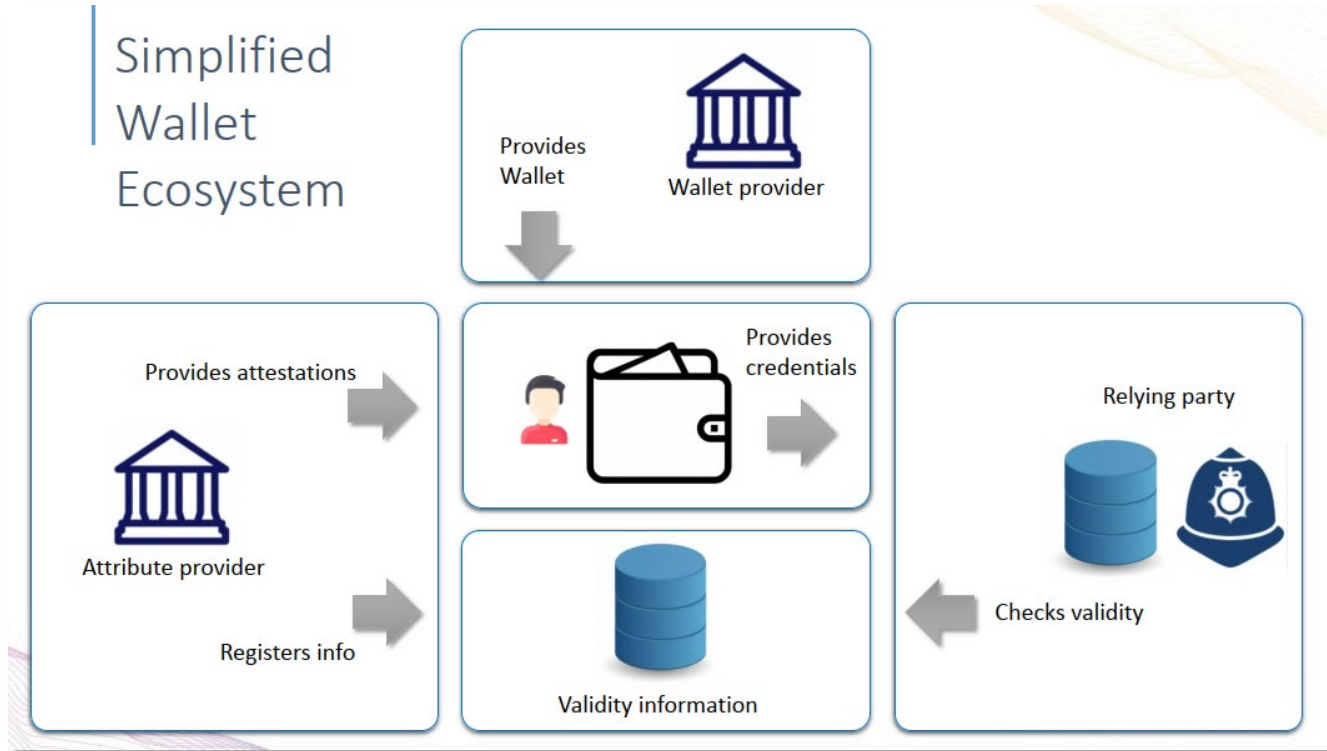 Simplified
Wallet
Ecosystem
Provides
Wallet
Wallet provider
Provides attestations
Attribute provider
Registers info
Provides
credentials
Validity information
Relying party
Checks validity